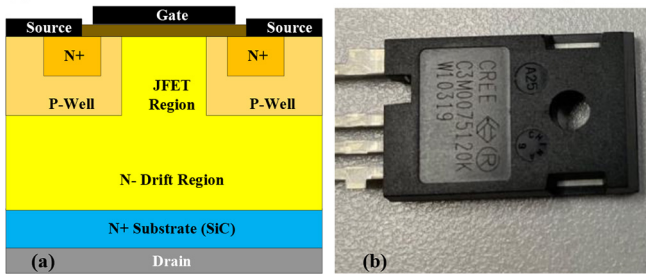 Gate
Source
Source
N+
N+
JFET
Region
P-Well
P-Well
N- Drift Region
N+ Substrate (SiC)
(a)
Drain
CREE
C3M0075120K
W10319
A25
(b)